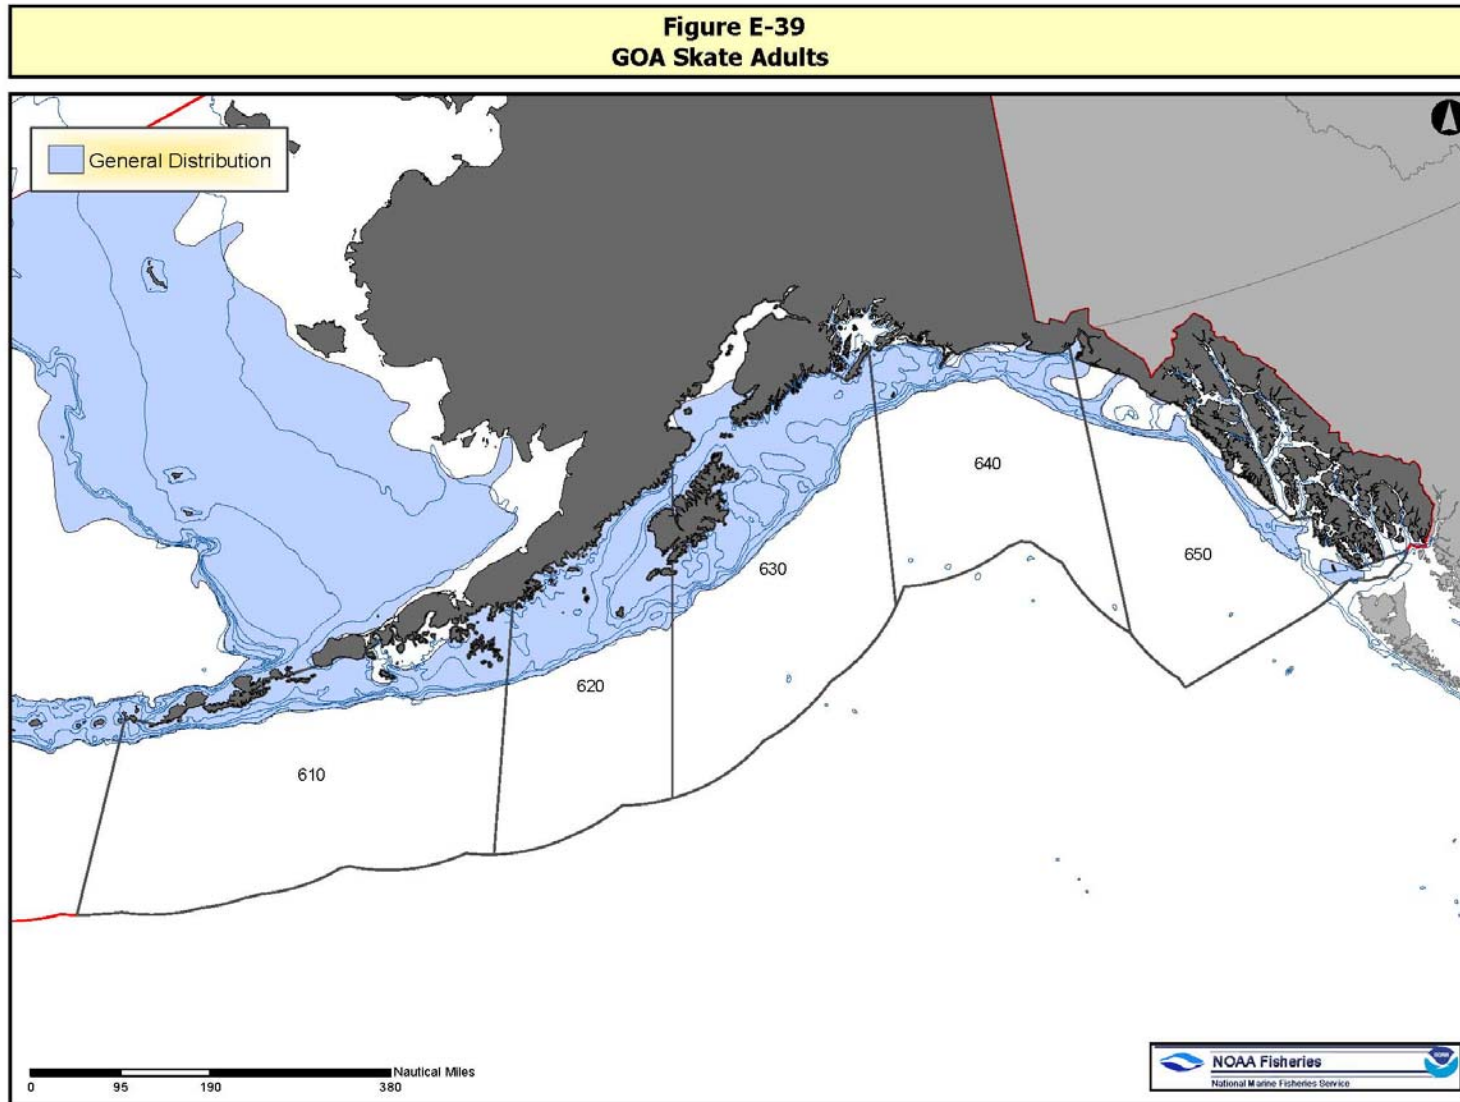 Figure E-39
GOA Skate Adults
General Distribution
640
650
630
620
610
Nautical Miles
0 95 190 380
NOAA Fisheries
National Marine Fisheries Service
NOAA